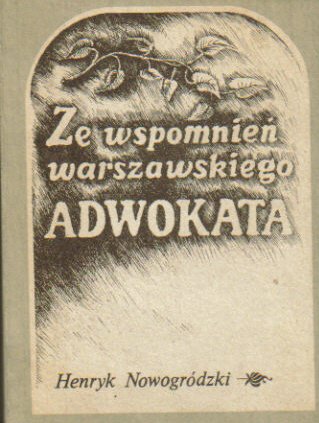 Ze wspomnień
warszawskiego
ADWOKATA
Henryk Nowogródzki